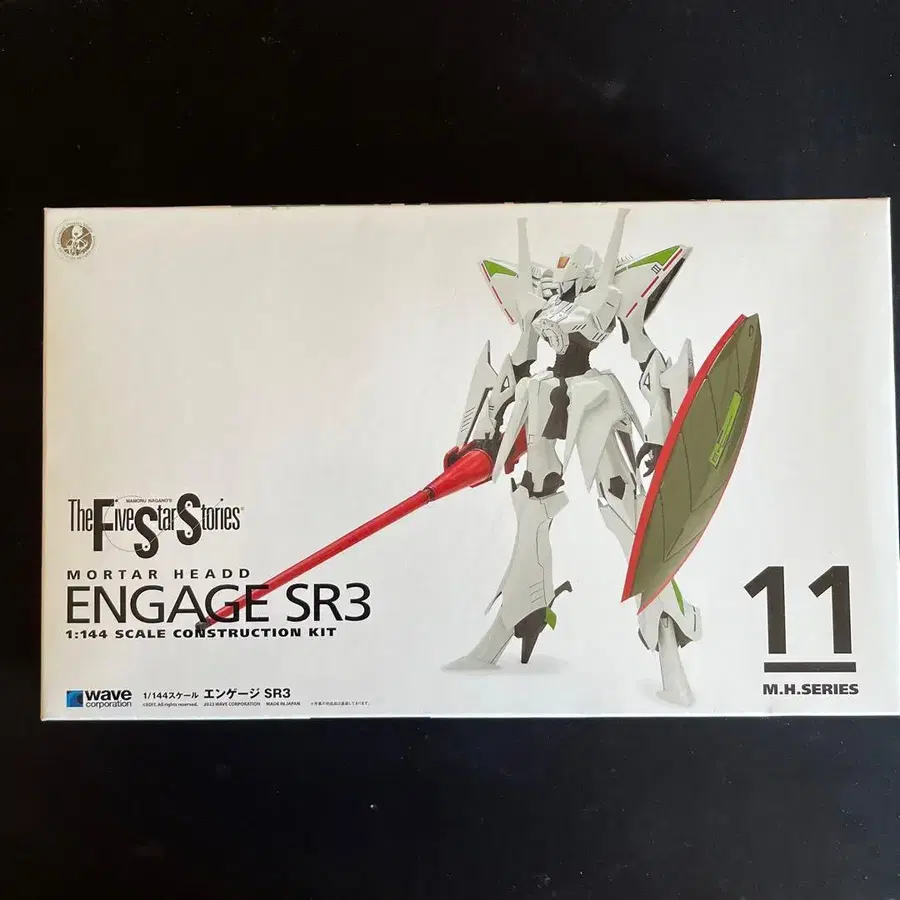 MAMORU NAGANO'S
The Five Star Stories®
MORTAR HEADD
ENGAGE SR3
1:144 SCALE CONSTRUCTION KIT
wave
corporation
1/144スケール エンゲージ SR3
All rights reserved.
WAVE CORPORATION MADE IN JAPAN
11
M.H.SERIES